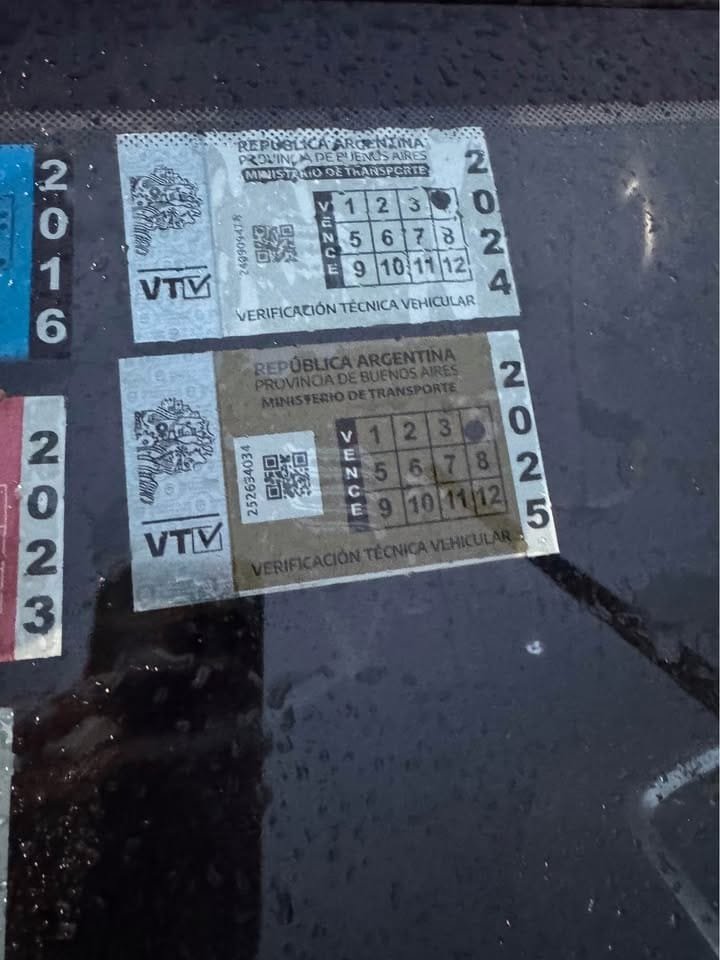 2016
REPÚBLICA ARGENTINA
PROVINCIA DE BUENOS AIRES
MINISTERIO DE TRANSPORTE
VENCE
1 2 3
5 6 7 8
9 10 11 12
VTV
VERIFICACIÓN TÉCNICA VEHICULAR
2024
2023
REPÚBLICA ARGENTINA
PROVINCIA DE BUENOS AIRES
MINISTERIO DE TRANSPORTE
252634034
VENCE
1 2 3
5 6 7 8
9 10 11 12
VTV
VERIFICACIÓN TÉCNICA VEHICULAR
2025